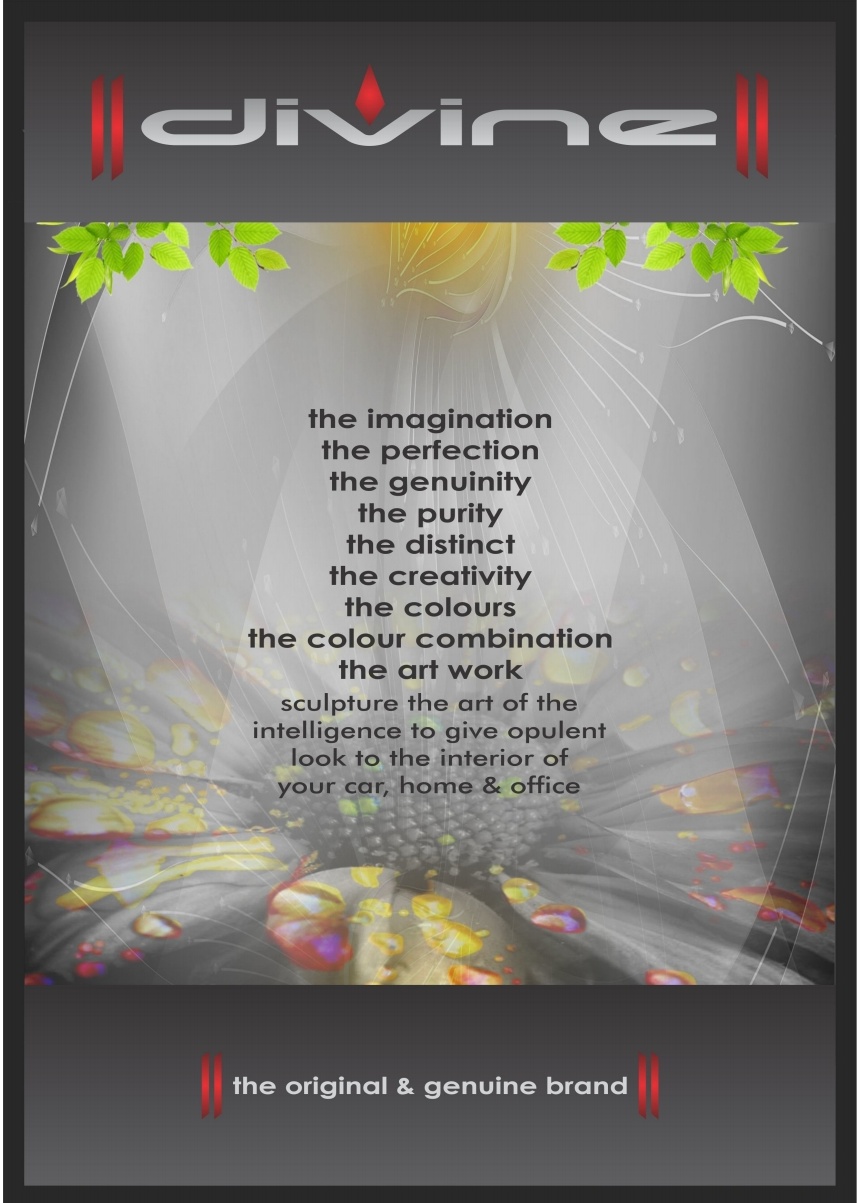 divine
the imagination
the perfection
the genuinity
the purity
the distinct
the creativity
the colours
the colour combination
the art work
sculpture the art of the
intelligence to give opulent
look to the interior of
your car, home & office
the original & genuine brand